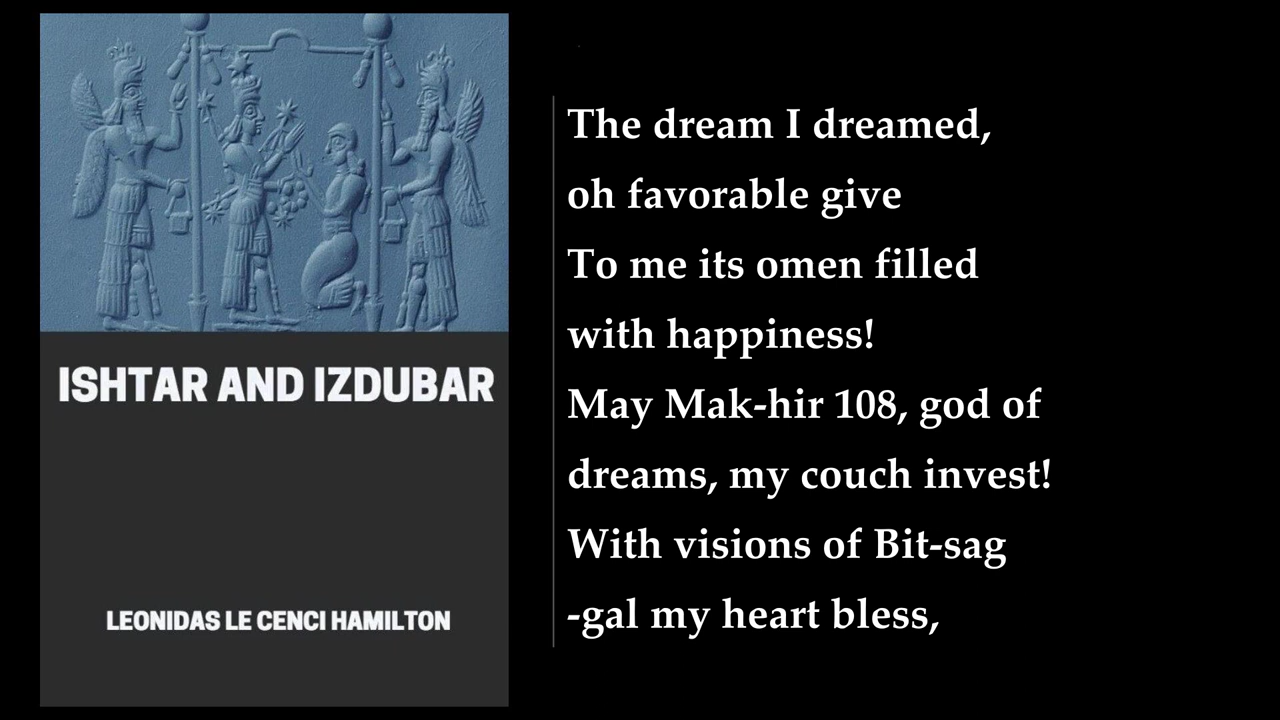 ISHTAR AND IZDUBAR
LEONIDAS LE CENCI HAMILTON
The dream I dreamed,
oh favorable give
To me its omen filled
with happiness!
May Mak-hir 108, god of
dreams, my couch invest!
With visions of Bit-sag
-gal my heart bless,